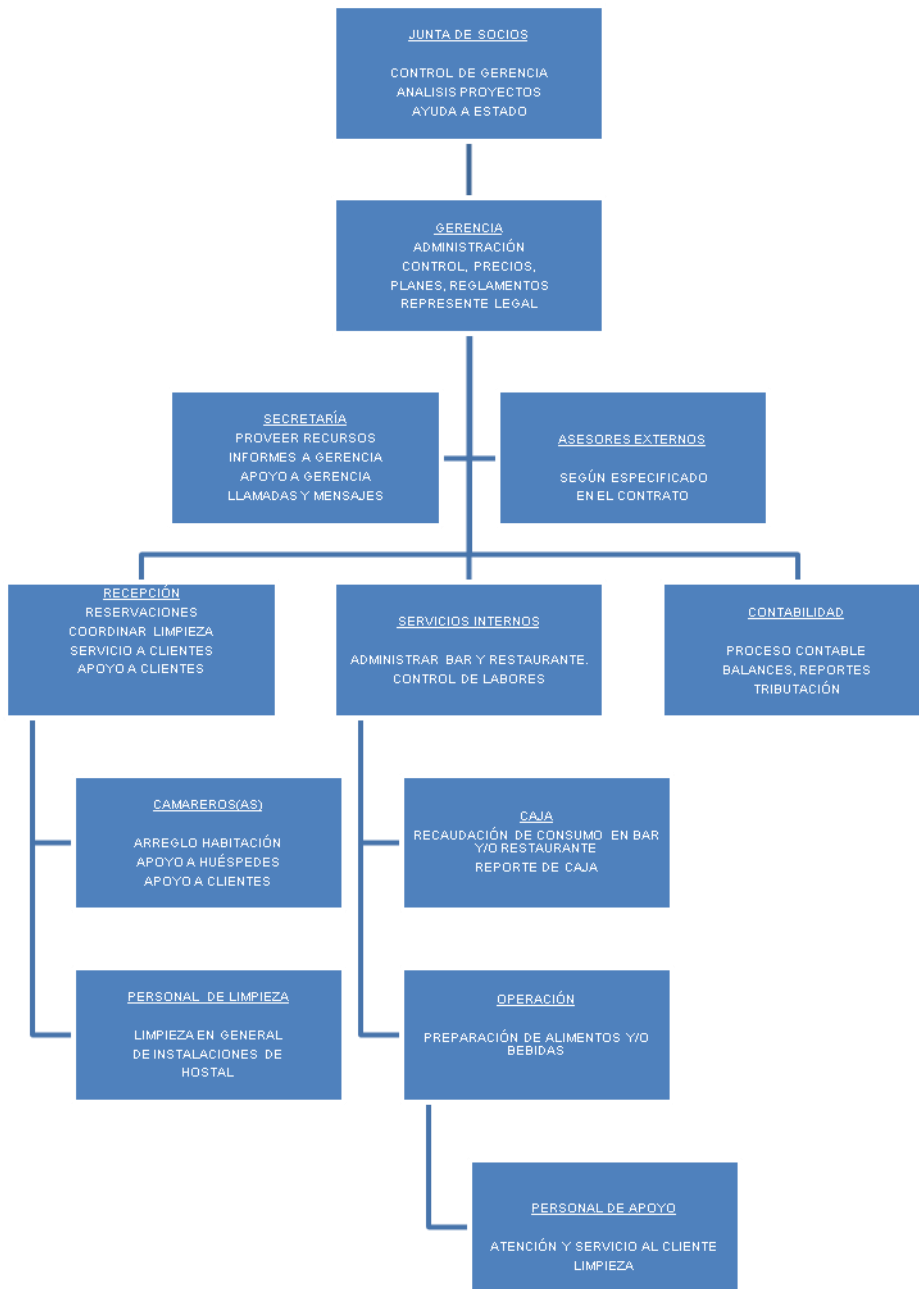 JUNTA DE SOCIOS
CONTROL DE GERENCIA
ANALISIS PROYECTOS
AYUDA A ESTADO
GERENCIA
ADMINISTRACIÓN
CONTROL, PRECIOS,
PLANES, REGLAMENTOS
REPRESENTE LEGAL
SECRETARÍA
PROVEER RECURSOS
INFORMES A GERENCIA
APOYO A GERENCIA
LLAMADAS Y MENSAJES
ASESORES EXTERNOS
SEGÚN ESPECIFICADO
EN EL CONTRATO
RECEPCIÓN
RESERVACIONES
COORDINAR LIMPIEZA
SERVICIO A CLIENTES
APOYO A CLIENTES
SERVICIOS INTERNOS
ADMINISTRAR BAR Y RESTAURANTE.
CONTROL DE LABORES
CONTABILIDAD
PROCESO CONTABLE
BALANCES, REPORTES
TRIBUTACIÓN
CAMAREROS(AS)
ARREGLO HABITACIÓN
APOYO A HUÉSPEDES
APOYO A CLIENTES
CAJA
RECAUDACIÓN DE CONSUMO EN BAR
Y/O RESTAURANTE
REPORTE DE CAJA
PERSONAL DE LIMPIEZA
LIMPIEZA EN GENERAL
DE INSTALACIONES DE
HOSTAL
OPERACIÓN
PREPARACIÓN DE ALIMENTOS Y/O
BEBIDAS
PERSONAL DE APOYO
ATENCIÓN Y SERVICIO AL CLIENTE
LIMPIEZA